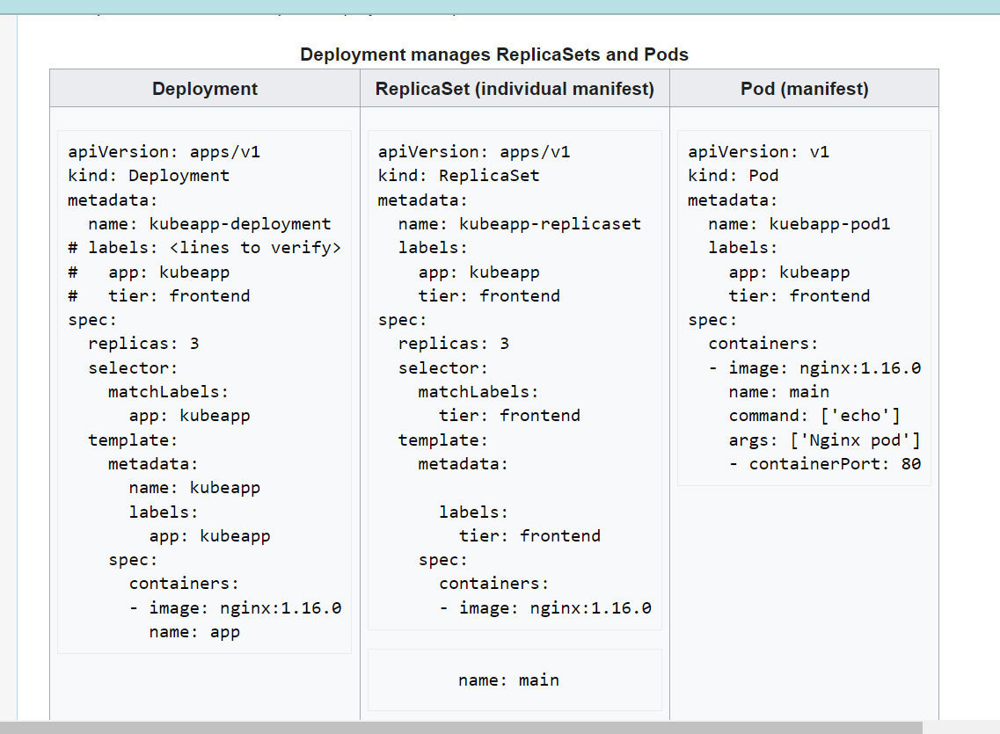 Deployment manages ReplicaSets and Pods
Deployment
ReplicaSet (individual manifest)
Pod (manifest)
apiVersion: apps/v1
kind: Deployment
metadata:
  name: kubeapp-deployment
# labels: <lines to verify>
#   app: kubeapp
#   tier: frontend
spec:
  replicas: 3
  selector:
    matchLabels:
      app: kubeapp
  template:
    metadata:
      name: kubeapp
      labels:
        app: kubeapp
    spec:
      containers:
      - image: nginx:1.16.0
        name: app
apiVersion: apps/v1
kind: ReplicaSet
metadata:
  name: kubeapp-replicaset
  labels:
    app: kubeapp
    tier: frontend
spec:
  replicas: 3
  selector:
    matchLabels:
      tier: frontend
  template:
    metadata:
      labels:
        tier: frontend
    spec:
      containers:
      - image: nginx:1.16.0
        name: main
apiVersion: v1
kind: Pod
metadata:
  name: kuebapp-pod1
  labels:
    app: kubeapp
    tier: frontend
spec:
  containers:
  - image: nginx:1.16.0
    name: main
    command: ['echo']
    args: ['Nginx pod']
    - containerPort: 80